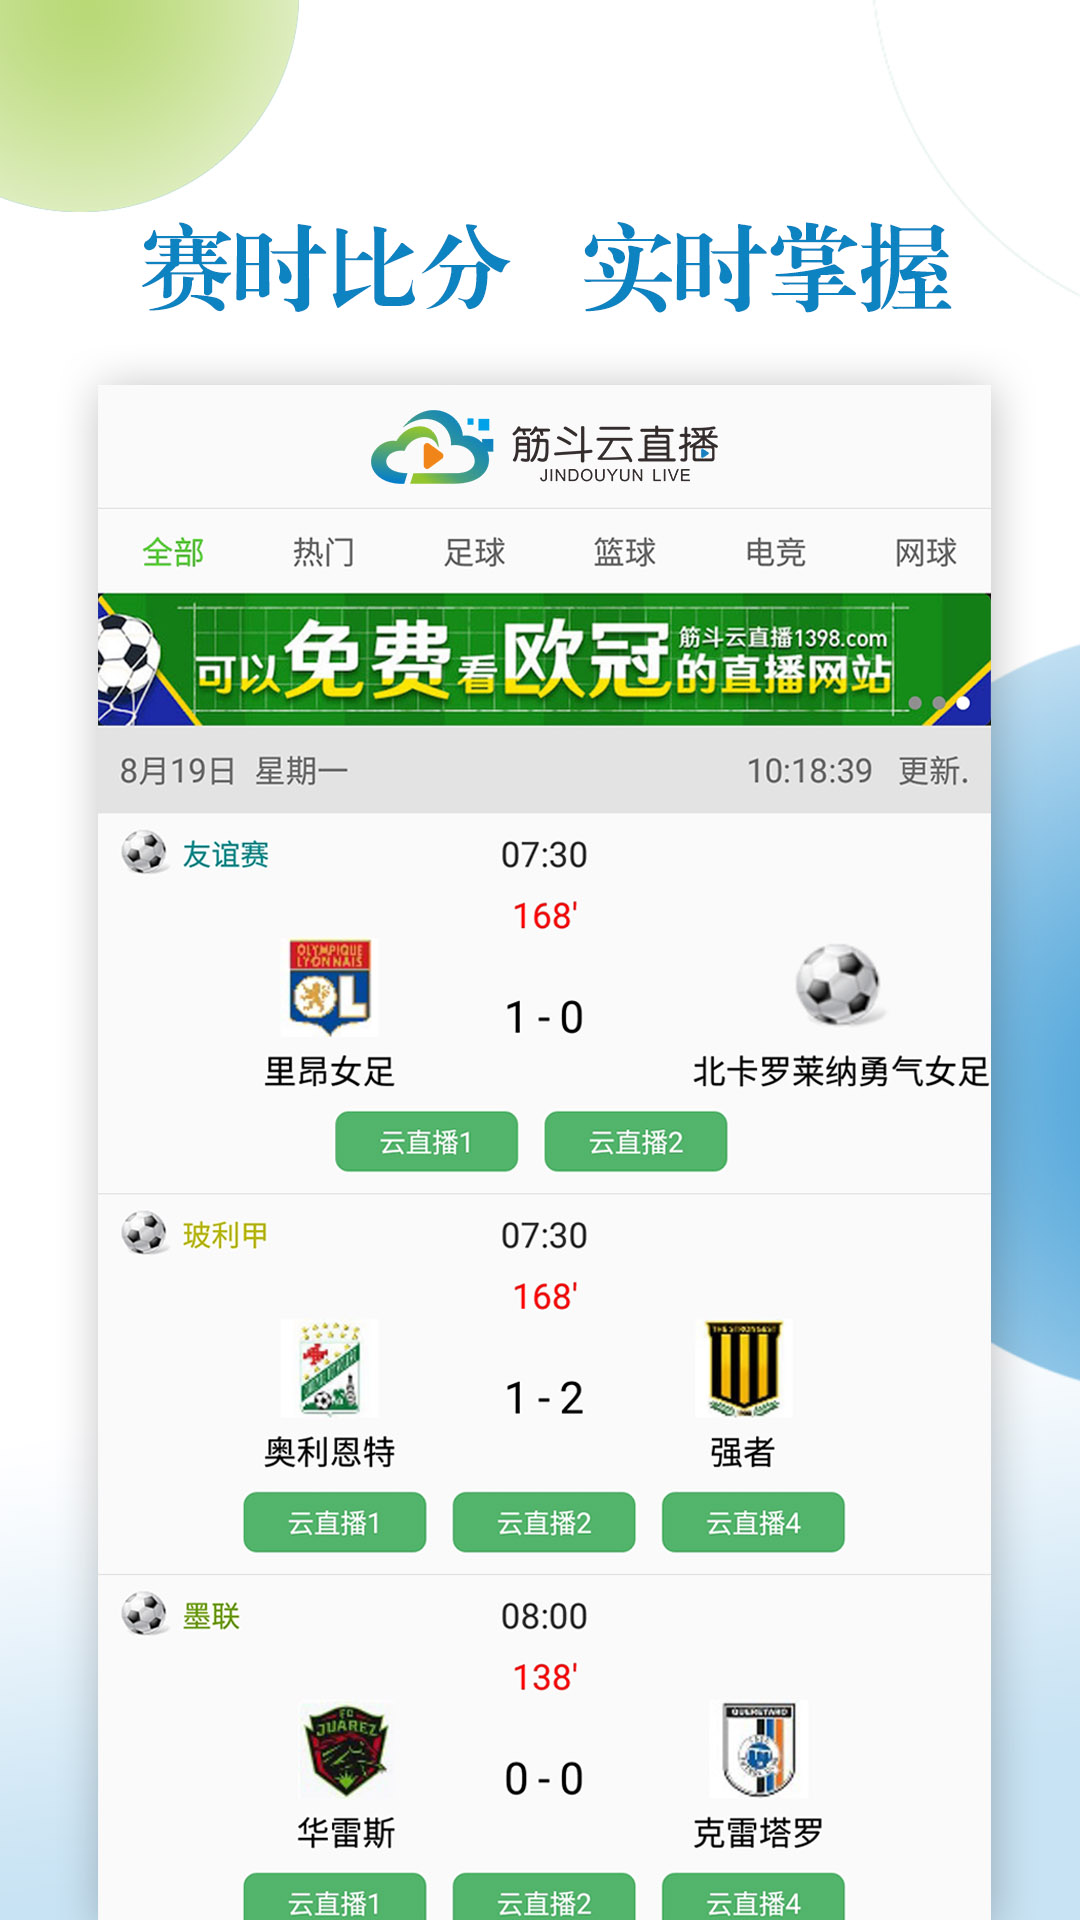 赛时比分 实时掌握
筋斗云直播
JINDOUYUN LIVE
全部 热门 足球 篮球 电竞 网球
可以免费看欧冠的直播网站
筋斗云直播1398.com
8月19日 星期一 10:18:39 更新.
友谊赛 07:30
168'
OLYMPIQUE
LYONNAIS
OL
1 - 0
里昂女足 北卡罗莱纳勇气女足
云直播1 云直播2
玻利甲 07:30
168'
THE STRONGEST
1 - 2
奥利恩特 强者
云直播1 云直播2 云直播4
墨联 08:00
138'
FC
JUAREZ
QUERETARO
0 - 0
华雷斯 克雷塔罗
云直播1 云直播2 云直播4